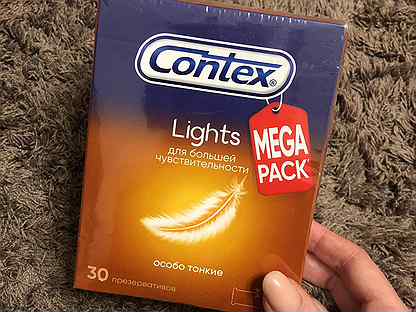 Contex®
Lights
для большей
чувствительности
MEGA
PACK
особо тонкие
30 презервативов